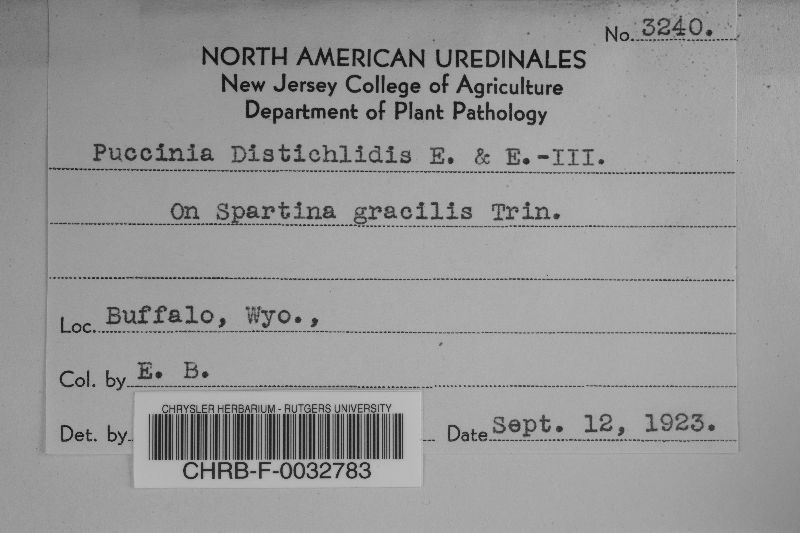 No. 3240.
NORTH AMERICAN UREDINALES
New Jersey College of Agriculture
Department of Plant Pathology
Puccinia Distichlidis E. & E.-III.
On Spartina gracilis Trin.
Loc. Buffalo, Wyo.,
Col. by E. B.
Det. by
Date Sept. 12, 1923.
CHRYSLER HERBARIUM - RUTGERS UNIVERSITY
CHRB-F-0032783